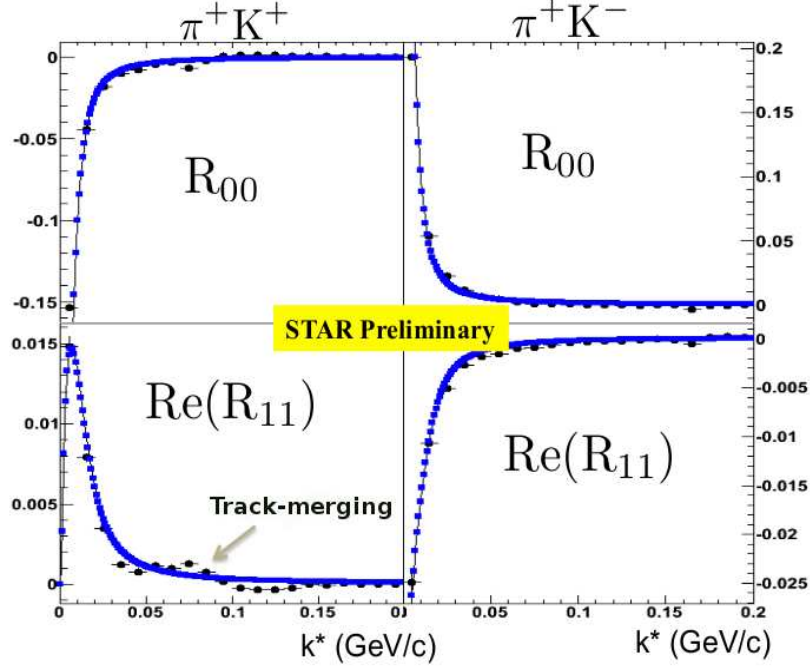 π⁺K⁺ π⁺K⁻
0 0.2
-0.05 0.15
R₀₀ R₀₀
-0.1 0.1
0.05
-0.15 0
STAR Preliminary
0.015 0
Re(R₁₁) -0.005
0.01 -0.01
Re(R₁₁)
-0.015
0.005 Track-merging
-0.02
0 -0.025
0 0.05 0.1 0.15 0 0.05 0.1 0.15 0.2
k* (GeV/c) k* (GeV/c)